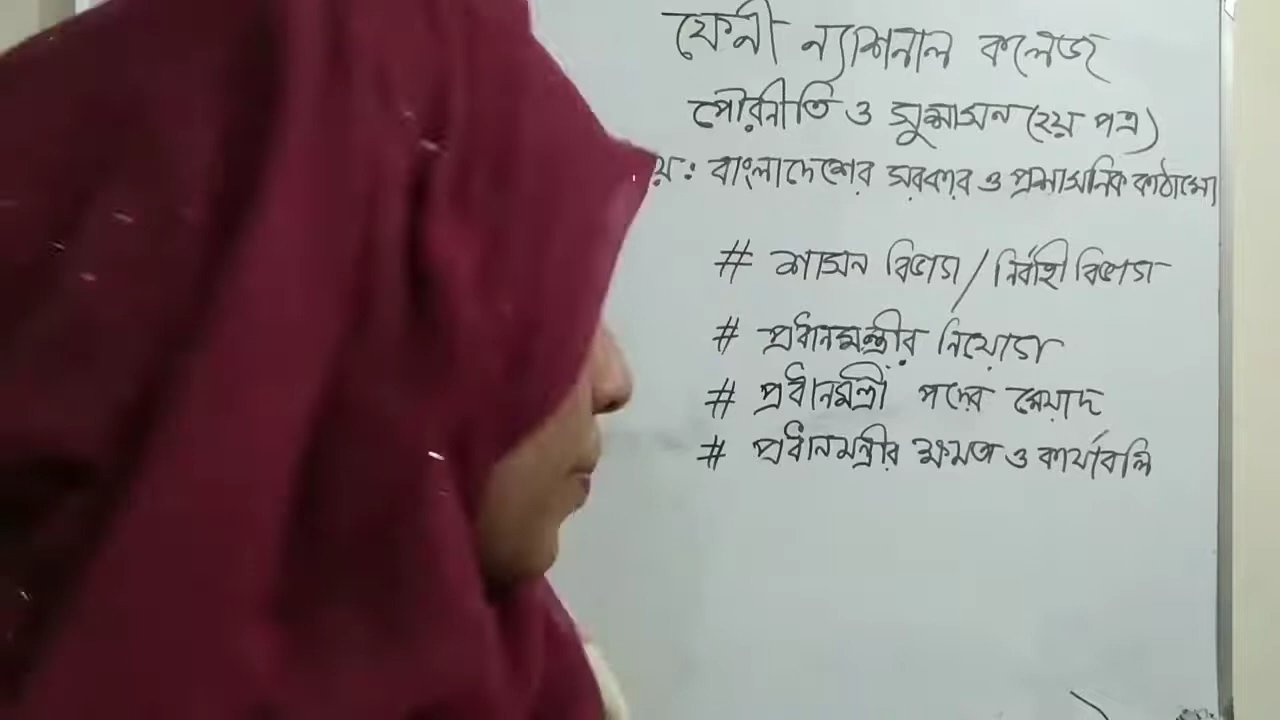 ফেনী ন্যাশনাল কলেজ
পৌরনীতি ও সুশাসন (২য় পত্র)
য়: বাংলাদেশের সরকার ও প্রশাসনিক কাঠামো
# শাসন বিভাগ / নির্বাহী বিভাগ
# প্রধানমন্ত্রীর নিয়োগ
# প্রধানমন্ত্রী পদের মেয়াদ
# প্রধানমন্ত্রীর ক্ষমতা ও কার্যাবলি